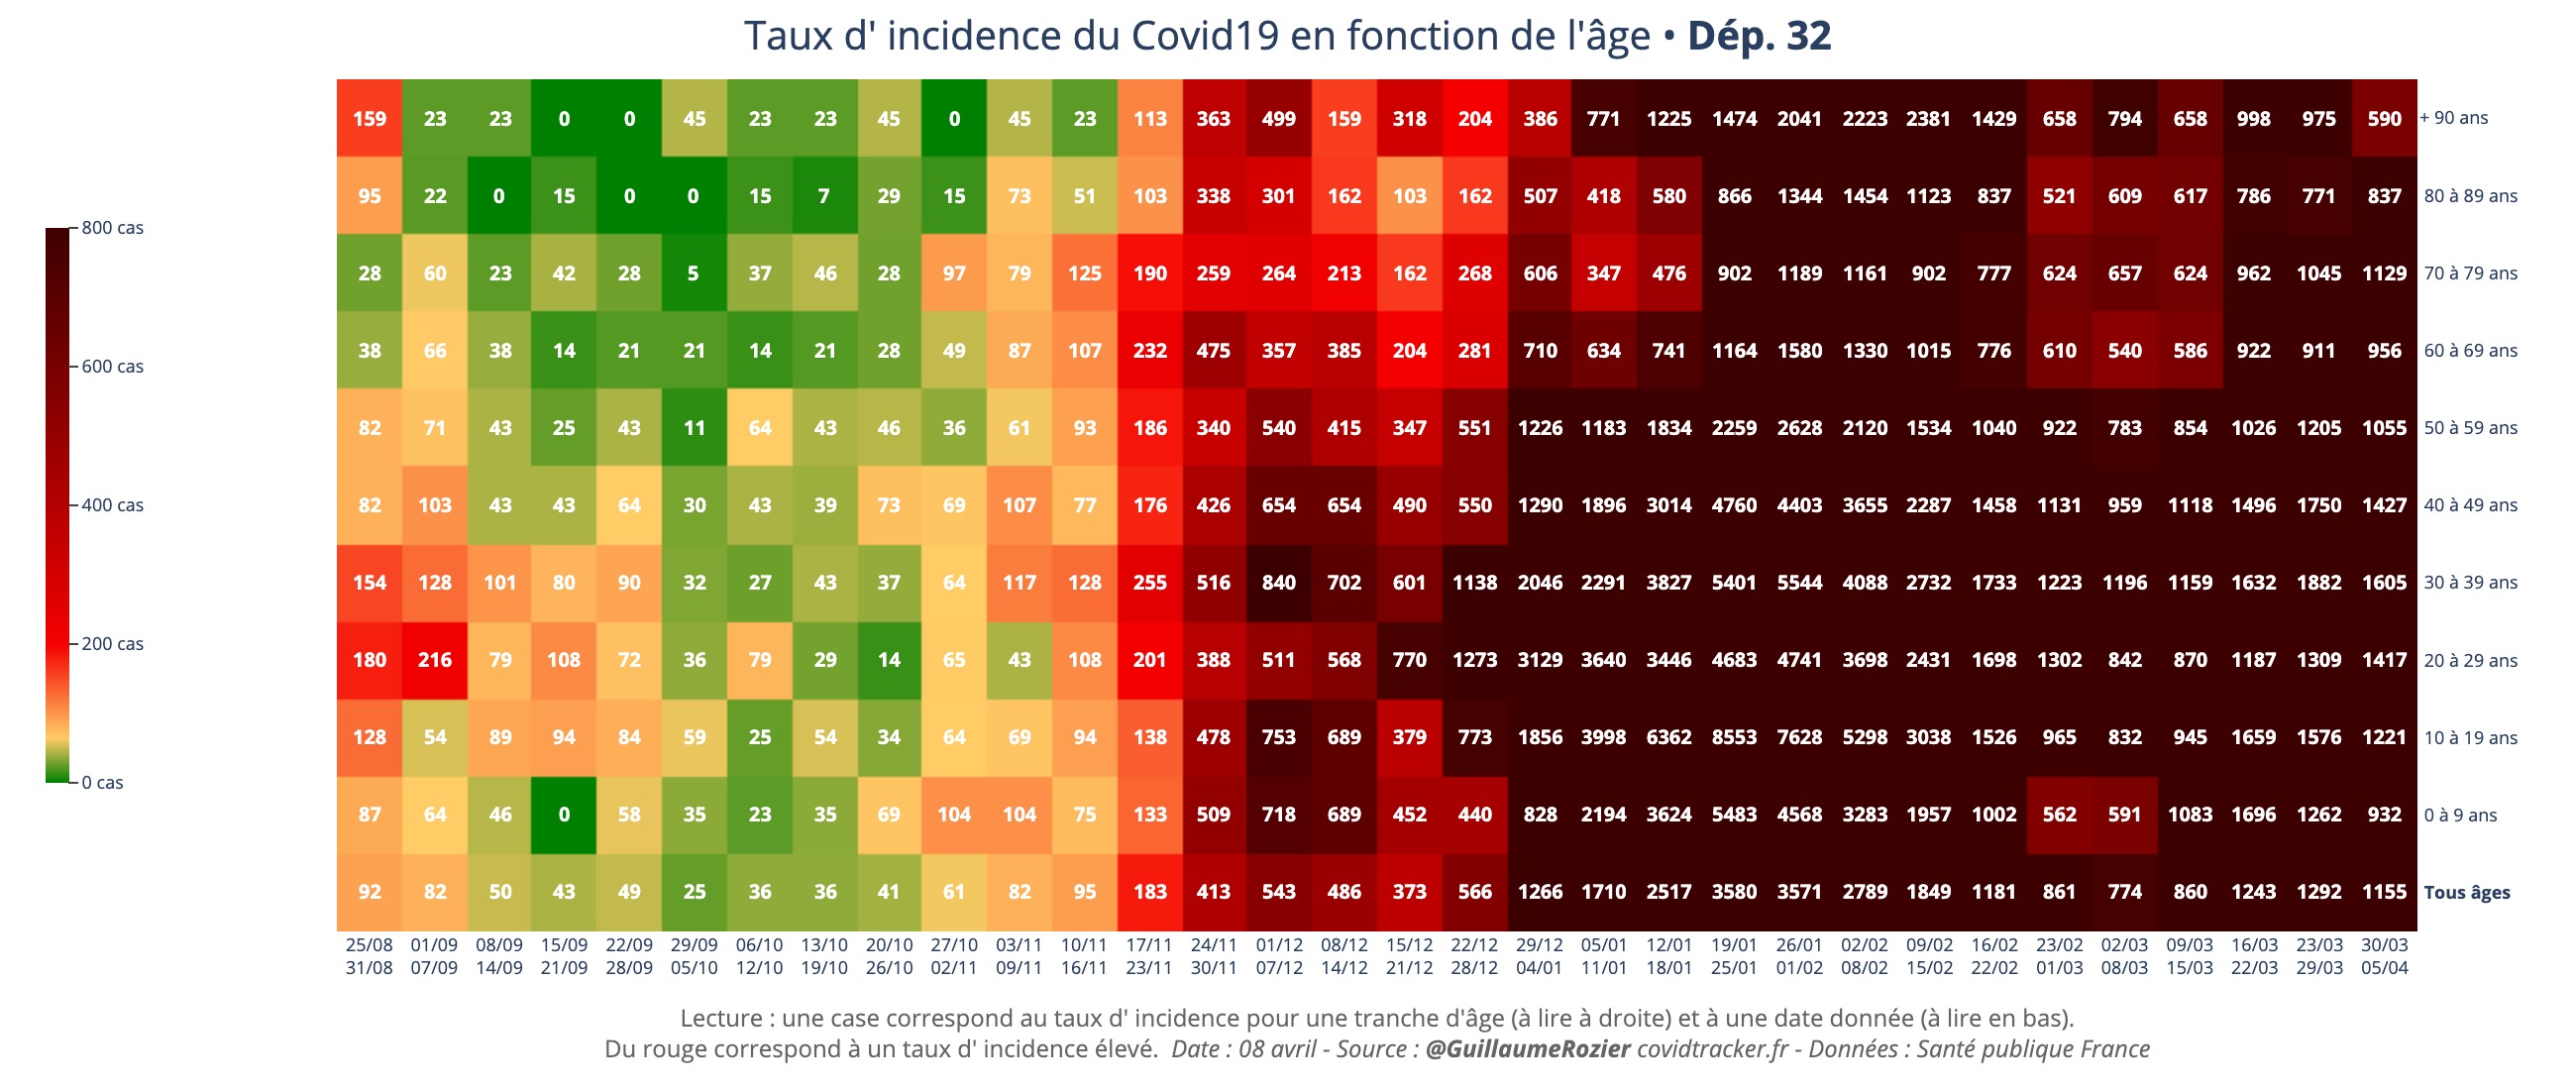 Taux d' incidence du Covid19 en fonction de l'âge • Dép. 32
800 cas
600 cas
400 cas
200 cas
0 cas
159 23 23 0 0 45 23 23 45 0 45 23 113 363 499 159 318 204 386 771 1225 1474 2041 2223 2381 1429 658 794 658 998 975 590 + 90 ans
95 22 0 15 0 0 15 7 29 15 73 51 103 338 301 162 103 162 507 418 580 866 1344 1454 1123 837 521 609 617 786 771 837 80 à 89 ans
28 60 23 42 28 5 37 46 28 97 79 125 190 259 264 213 162 268 606 347 476 902 1189 1161 902 777 624 657 624 962 1045 1129 70 à 79 ans
38 66 38 14 21 21 14 21 28 49 87 107 232 475 357 385 204 281 710 634 741 1164 1580 1330 1015 776 610 540 586 922 911 956 60 à 69 ans
82 71 43 25 43 11 64 43 46 36 61 93 186 340 540 415 347 551 1226 1183 1834 2259 2628 2120 1534 1040 922 783 854 1026 1205 1055 50 à 59 ans
82 103 43 43 64 30 43 39 73 69 107 77 176 426 654 654 490 550 1290 1896 3014 4760 4403 3655 2287 1458 1131 959 1118 1496 1750 1427 40 à 49 ans
154 128 101 80 90 32 27 43 37 64 117 128 255 516 840 702 601 1138 2046 2291 3827 5401 5544 4088 2732 1733 1223 1196 1159 1632 1882 1605 30 à 39 ans
180 216 79 108 72 36 79 29 14 65 43 108 201 388 511 568 770 1273 3129 3640 3446 4683 4741 3698 2431 1698 1302 842 870 1187 1309 1417 20 à 29 ans
128 54 89 94 84 59 25 54 34 64 69 94 138 478 753 689 379 773 1856 3998 6362 8553 7628 5298 3038 1526 965 832 945 1659 1576 1221 10 à 19 ans
87 64 46 0 58 35 23 35 69 104 104 75 133 509 718 689 452 440 828 2194 3624 5483 4568 3283 1957 1002 562 591 1083 1696 1262 932 0 à 9 ans
92 82 50 43 49 25 36 36 41 61 82 95 183 413 543 486 373 566 1266 1710 2517 3580 3571 2789 1849 1181 861 774 860 1243 1292 1155 Tous âges
25/08 01/09 08/09 15/09 22/09 29/09 06/10 13/10 20/10 27/10 03/11 10/11 17/11 24/11 01/12 08/12 15/12 22/12 29/12 05/01 12/01 19/01 26/01 02/02 09/02 16/02 23/02 02/03 09/03 16/03 23/03 30/03
31/08 07/09 14/09 21/09 28/09 05/10 12/10 19/10 26/10 02/11 09/11 16/11 23/11 30/11 07/12 14/12 21/12 28/12 04/01 11/01 18/01 25/01 01/02 08/02 15/02 22/02 01/03 08/03 15/03 22/03 29/03 05/04
Lecture : une case correspond au taux d' incidence pour une tranche d'âge (à lire à droite) et à une date donnée (à lire en bas).
Du rouge correspond à un taux d' incidence élevé. Date : 08 avril - Source : @GuillaumeRozier covidtracker.fr - Données : Santé publique France